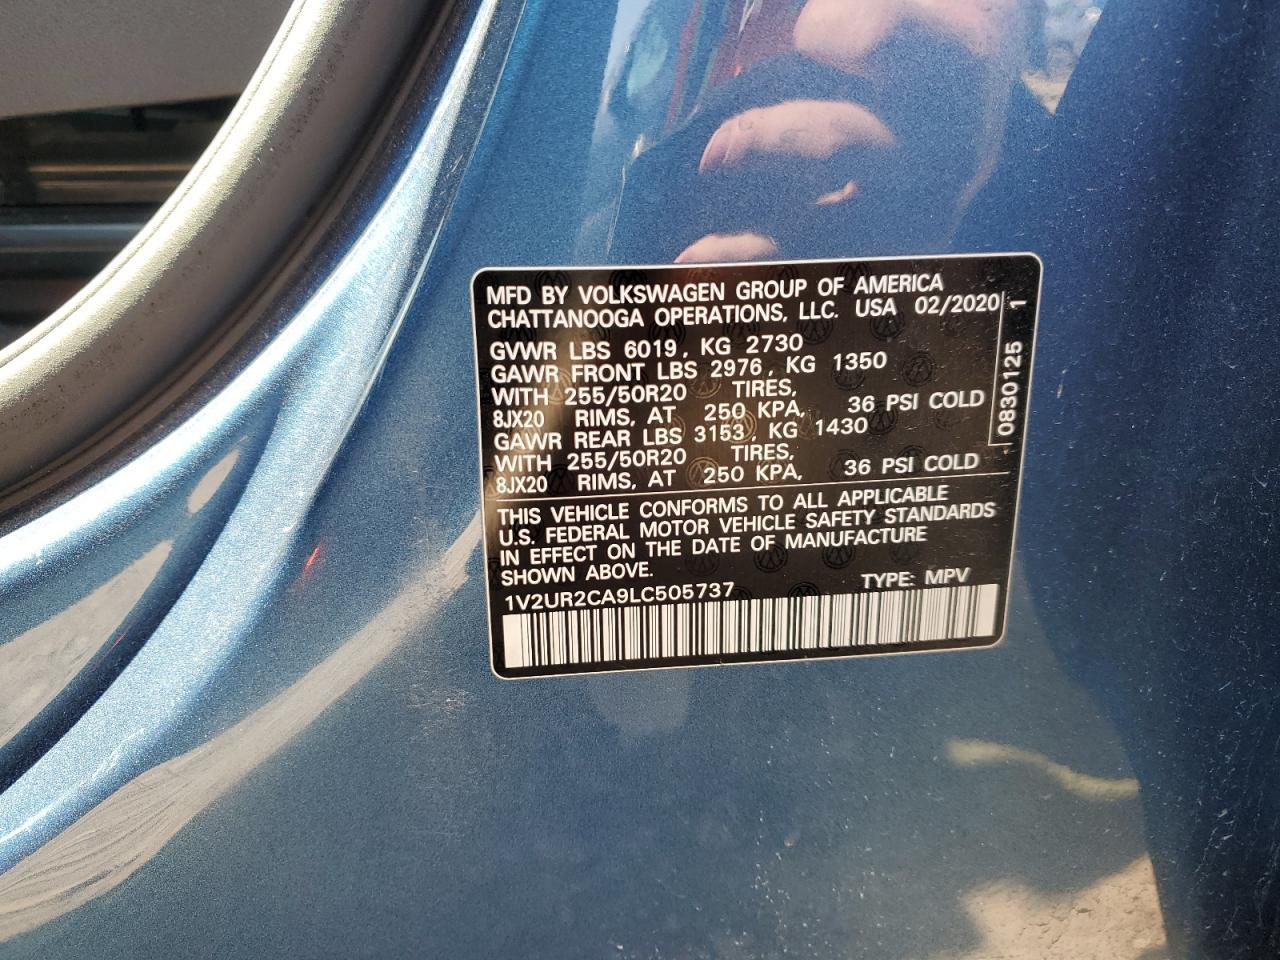 MFD BY VOLKSWAGEN GROUP OF AMERICA
CHATTANOOGA OPERATIONS, LLC. USA 02/2020
GVWR LBS 6019, KG 2730
GAWR FRONT LBS 2976, KG 1350
WITH 255/50R20 TIRES,
8JX20 RIMS, AT 250 KPA, 36 PSI COLD
GAWR REAR LBS 3153, KG 1430
WITH 255/50R20 TIRES,
8JX20 RIMS, AT 250 KPA, 36 PSI COLD
THIS VEHICLE CONFORMS TO ALL APPLICABLE
U.S. FEDERAL MOTOR VEHICLE SAFETY STANDARDS
IN EFFECT ON THE DATE OF MANUFACTURE
SHOWN ABOVE.
1V2UR2CA9LC505737 TYPE: MPV
0830125 1